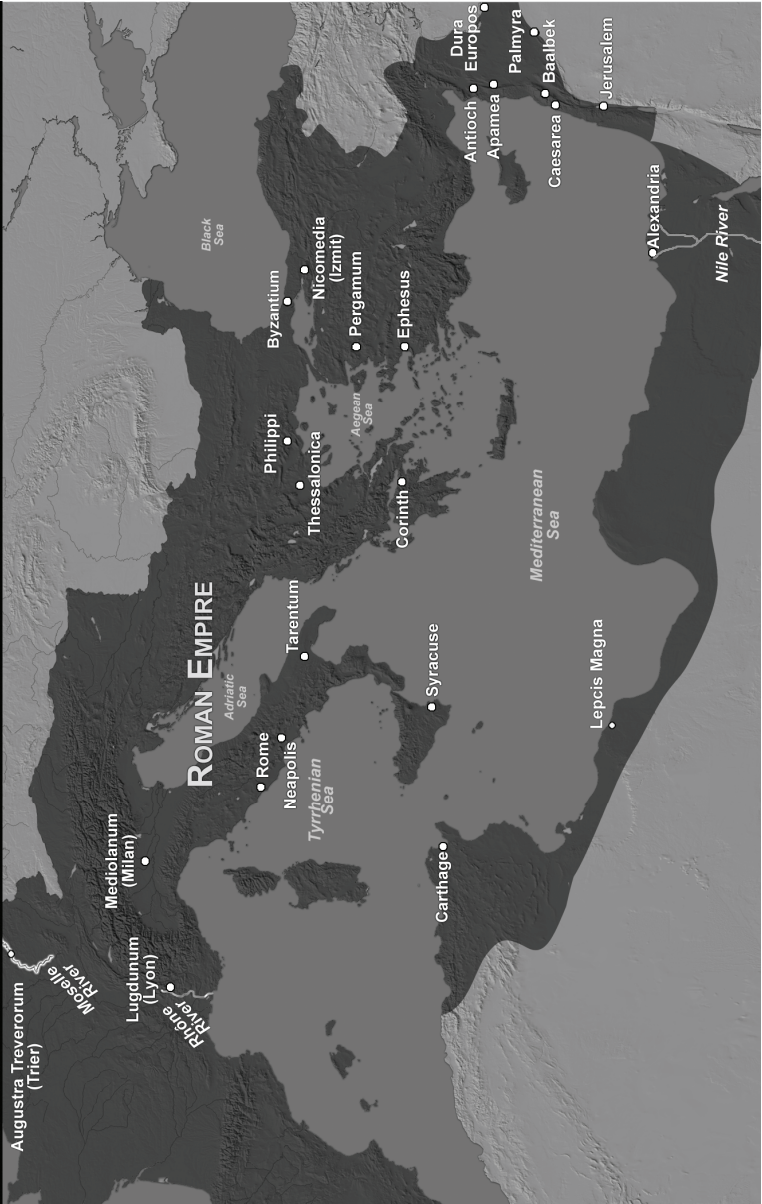 Augustra Treverorum
(Trier)
Moselle
River
Lugdunum
(Lyon)
Rhône
River
Mediolanum
(Milan)
ROMAN EMPIRE
Adriatic
Sea
Rome
Neapolis
Tarentum
Tyrrhenian
Sea
Syracuse
Carthage
Lepcis Magna
Mediterranean
Sea
Philippi
Thessalonica
Corinth
Aegean
Sea
Byzantium
Nicomedia
(Izmit)
Pergamum
Ephesus
Black
Sea
Dura
Europos
Palmyra
Baalbek
Antioch
Apamea
Caesarea
Jerusalem
Alexandria
Nile River